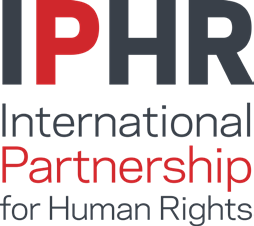 IPHR
International
Partnership
for Human Rights